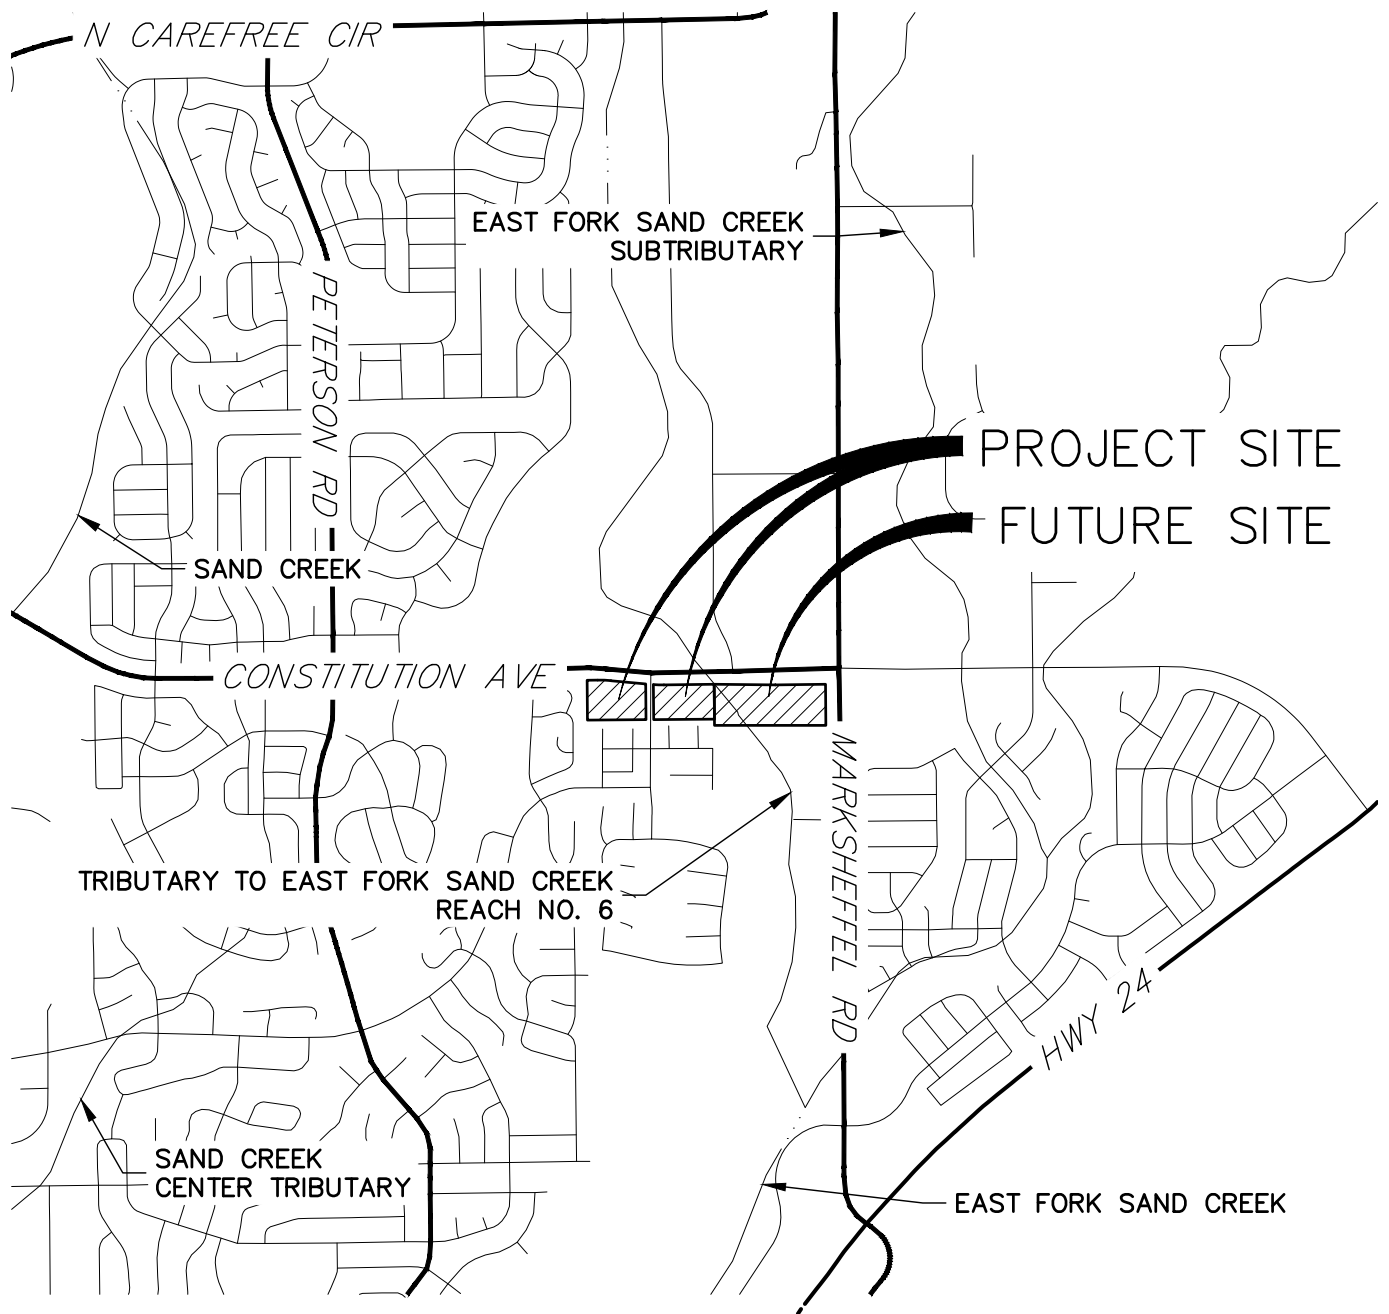 N CAREFREE CIR
EAST FORK SAND CREEK
SUBTRIBUTARY
PETERSON RD
PROJECT SITE
FUTURE SITE
SAND CREEK
CONSTITUTION AVE
MARKSHEFFEL RD
TRIBUTARY TO EAST FORK SAND CREEK
REACH NO. 6
HWY 24
SAND CREEK
CENTER TRIBUTARY
EAST FORK SAND CREEK